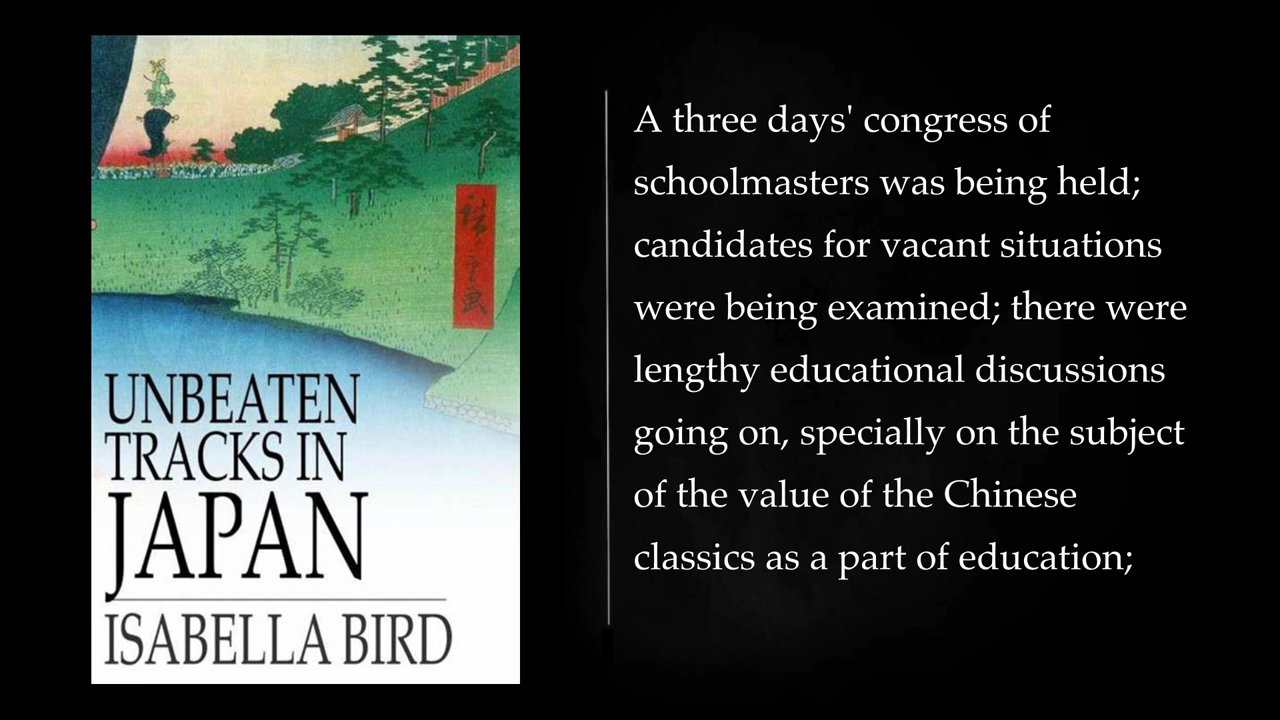 UNBEATEN
TRACKS IN
JAPAN
ISABELLA BIRD
A three days' congress of
schoolmasters was being held;
candidates for vacant situations
were being examined; there were
lengthy educational discussions
going on, specially on the subject
of the value of the Chinese
classics as a part of education;